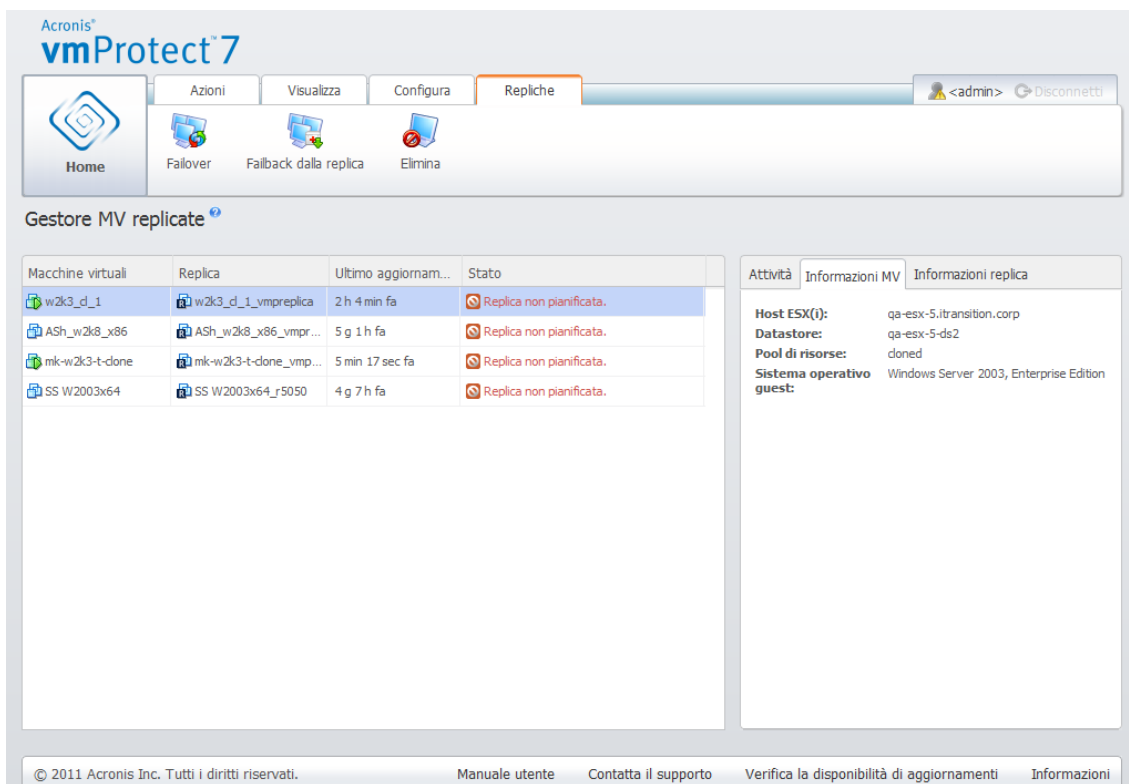 Acronis®
vmProtect™ 7
Azioni Visualizza Configura Repliche <admin> Disconnetti
Home Failover Failback dalla replica Elimina
Gestore MV replicate
Macchine virtuali Replica Ultimo aggiornam... Stato
w2k3_cl_1 w2k3_cl_1_vmpreplica 2 h 4 min fa Replica non pianificata.
ASh_w2k8_x86 ASh_w2k8_x86_vmpr... 5 g 1 h fa Replica non pianificata.
mk-w2k3-t-clone mk-w2k3-t-clone_vmp... 5 min 17 sec fa Replica non pianificata.
SS W2003x64 SS W2003x64_r5050 4 g 7 h fa Replica non pianificata.
Attività Informazioni MV Informazioni replica
Host ESX(i): qa-esx-5.itransition.corp
Datastore: qa-esx-5-ds2
Pool di risorse: cloned
Sistema operativo Windows Server 2003, Enterprise Edition
guest:
© 2011 Acronis Inc. Tutti i diritti riservati. Manuale utente Contatta il supporto Verifica la disponibilità di aggiornamenti Informazioni